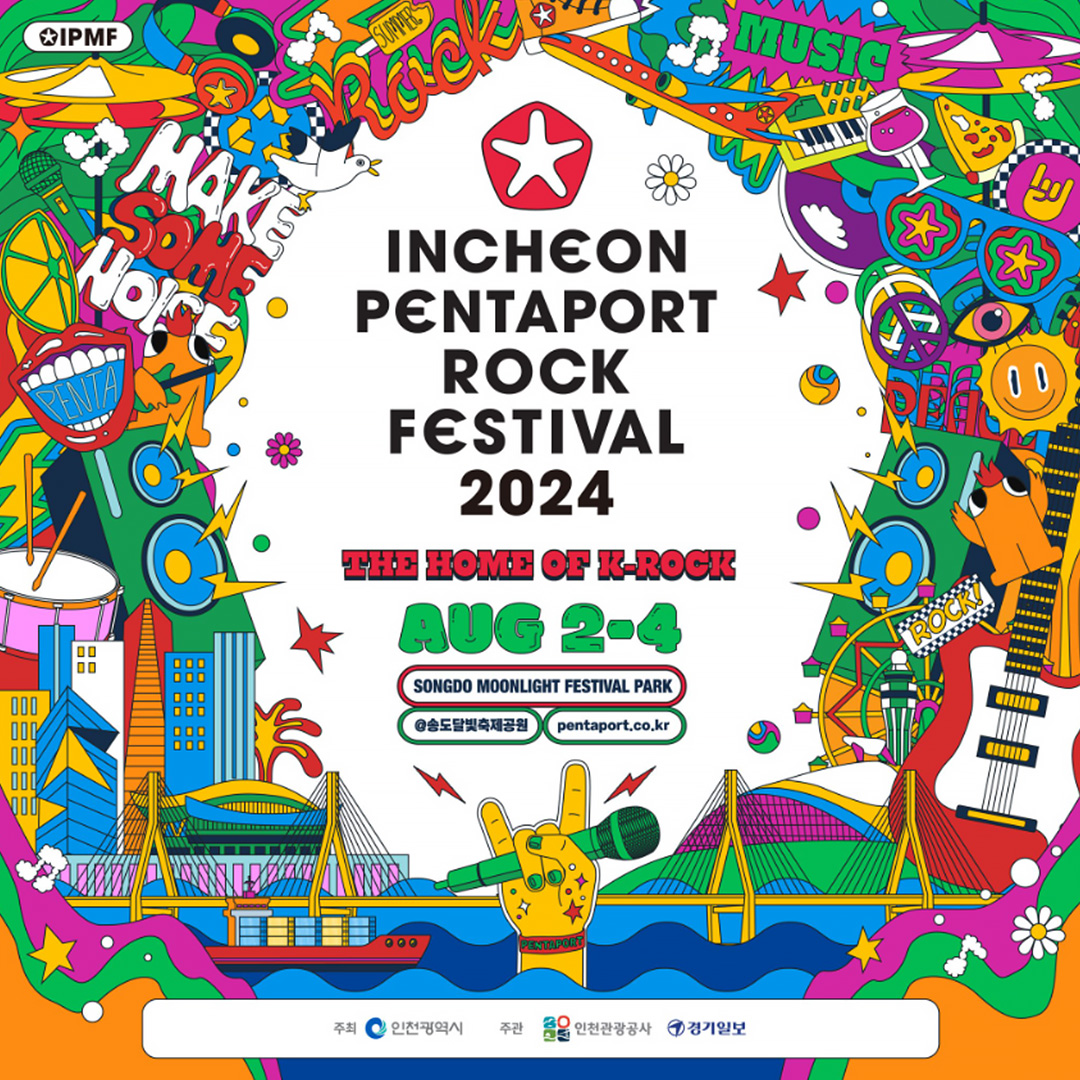 IPMF
SUMMER
Rock
MUSIC
MAKE
SOME
NOISE
PENTA
INCHEON
PENTAPORT
ROCK
FESTIVAL
2024
THE HOME OF K-ROCK
AUG 2-4
SONGDO MOONLIGHT FESTIVAL PARK
@송도달빛축제공원
pentaport.co.kr
ROCK!
PENTAPORT
주최 인천광역시 주관 인천관광공사 경기일보